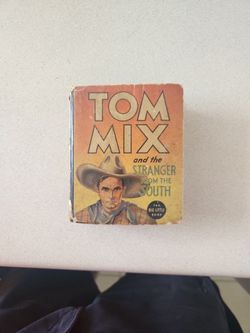 TOM
MIX
and the
STRANGER
FROM THE
SOUTH
THE
BIG LITTLE
BOOK